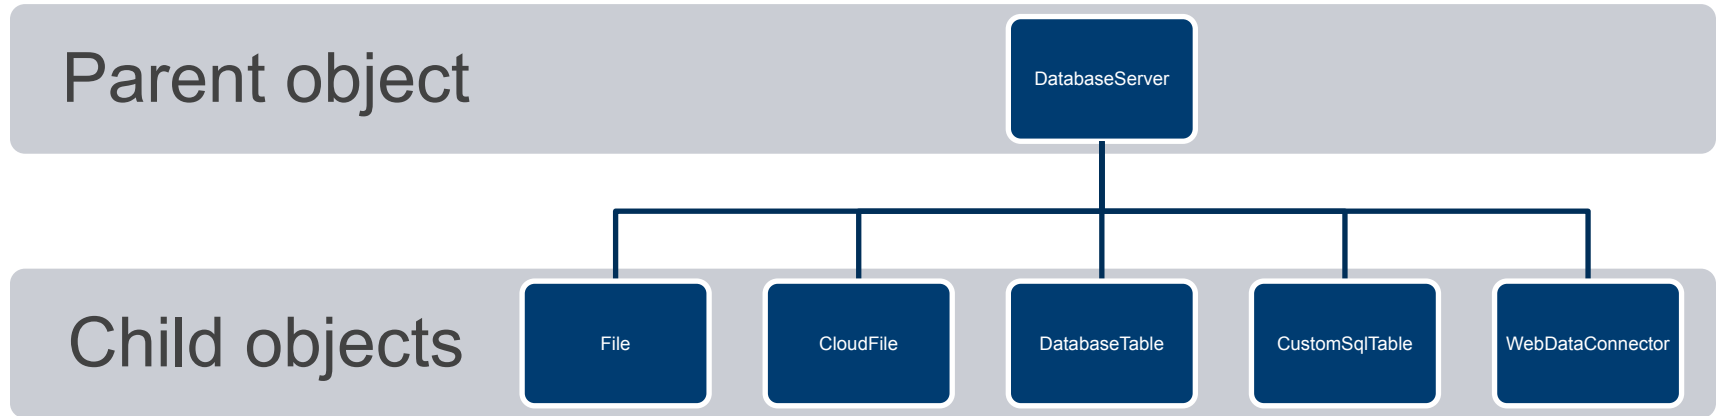 Parent object
DatabaseServer
Child objects
File
CloudFile
DatabaseTable
CustomSqlTable
WebDataConnector